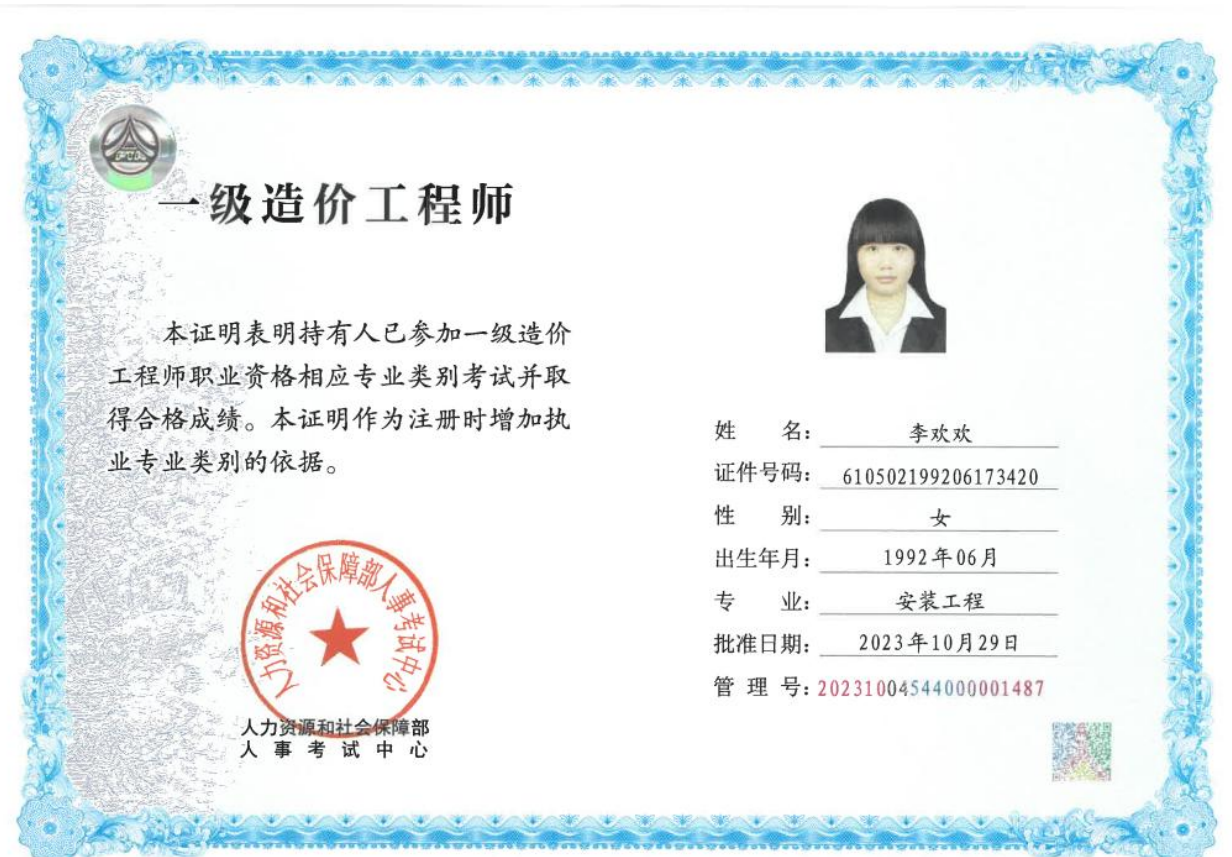 一级造价工程师
本证明表明持有人已参加一级造价
工程师职业资格相应专业类别考试并取
得合格成绩。本证明作为注册时增加执
业专业类别的依据。
人力资源和社会保障部人事考试中心
人力资源和社会保障部
人事考试中心
姓名：李欢欢
证件号码：610502199206173420
性别：女
出生年月：1992年06月
专业：安装工程
批准日期：2023年10月29日
管理号：20231004544000001487